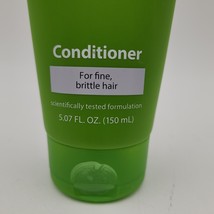 Conditioner
For fine,
brittle hair
scientifically tested formulation
5.07 FL. OZ. (150 mL)